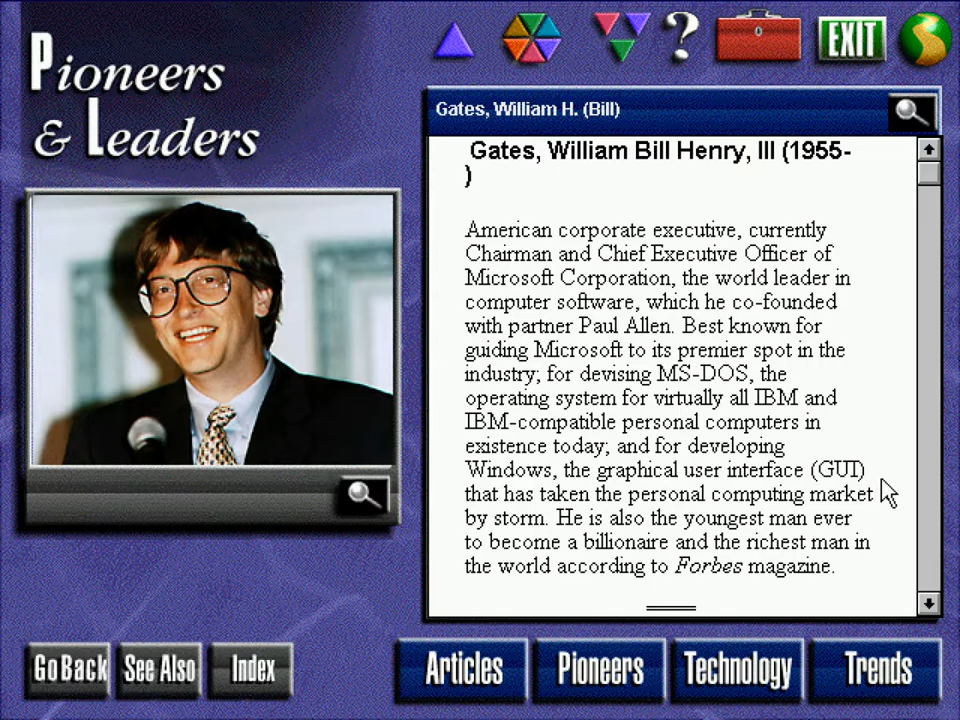 Pioneers
& Leaders
?
EXIT
Gates, William H. (Bill)
Gates, William Bill Henry, III (1955-
)
American corporate executive, currently
Chairman and Chief Executive Officer of
Microsoft Corporation, the world leader in
computer software, which he co-founded
with partner Paul Allen. Best known for
guiding Microsoft to its premier spot in the
industry; for devising MS-DOS, the
operating system for virtually all IBM and
IBM-compatible personal computers in
existence today; and for developing
Windows, the graphical user interface (GUI)
that has taken the personal computing market
by storm. He is also the youngest man ever
to become a billionaire and the richest man in
the world according to Forbes magazine.
Go Back
See Also
Index
Articles
Pioneers
Technology
Trends